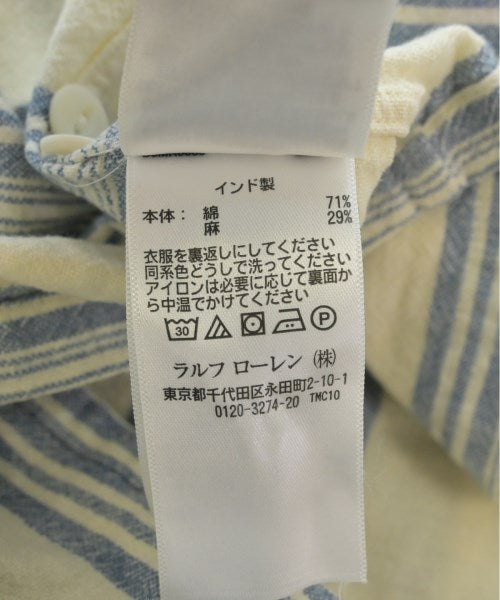 インド製
本体: 綿 71%
麻 29%
衣服を裏返しにしてください
同系色どうしで洗ってください
アイロンは必要に応じて裏面か
ら中温でかけてください
30 P
ラルフ ローレン (株)
東京都千代田区永田町2-10-1
0120-3274-20 TMC10